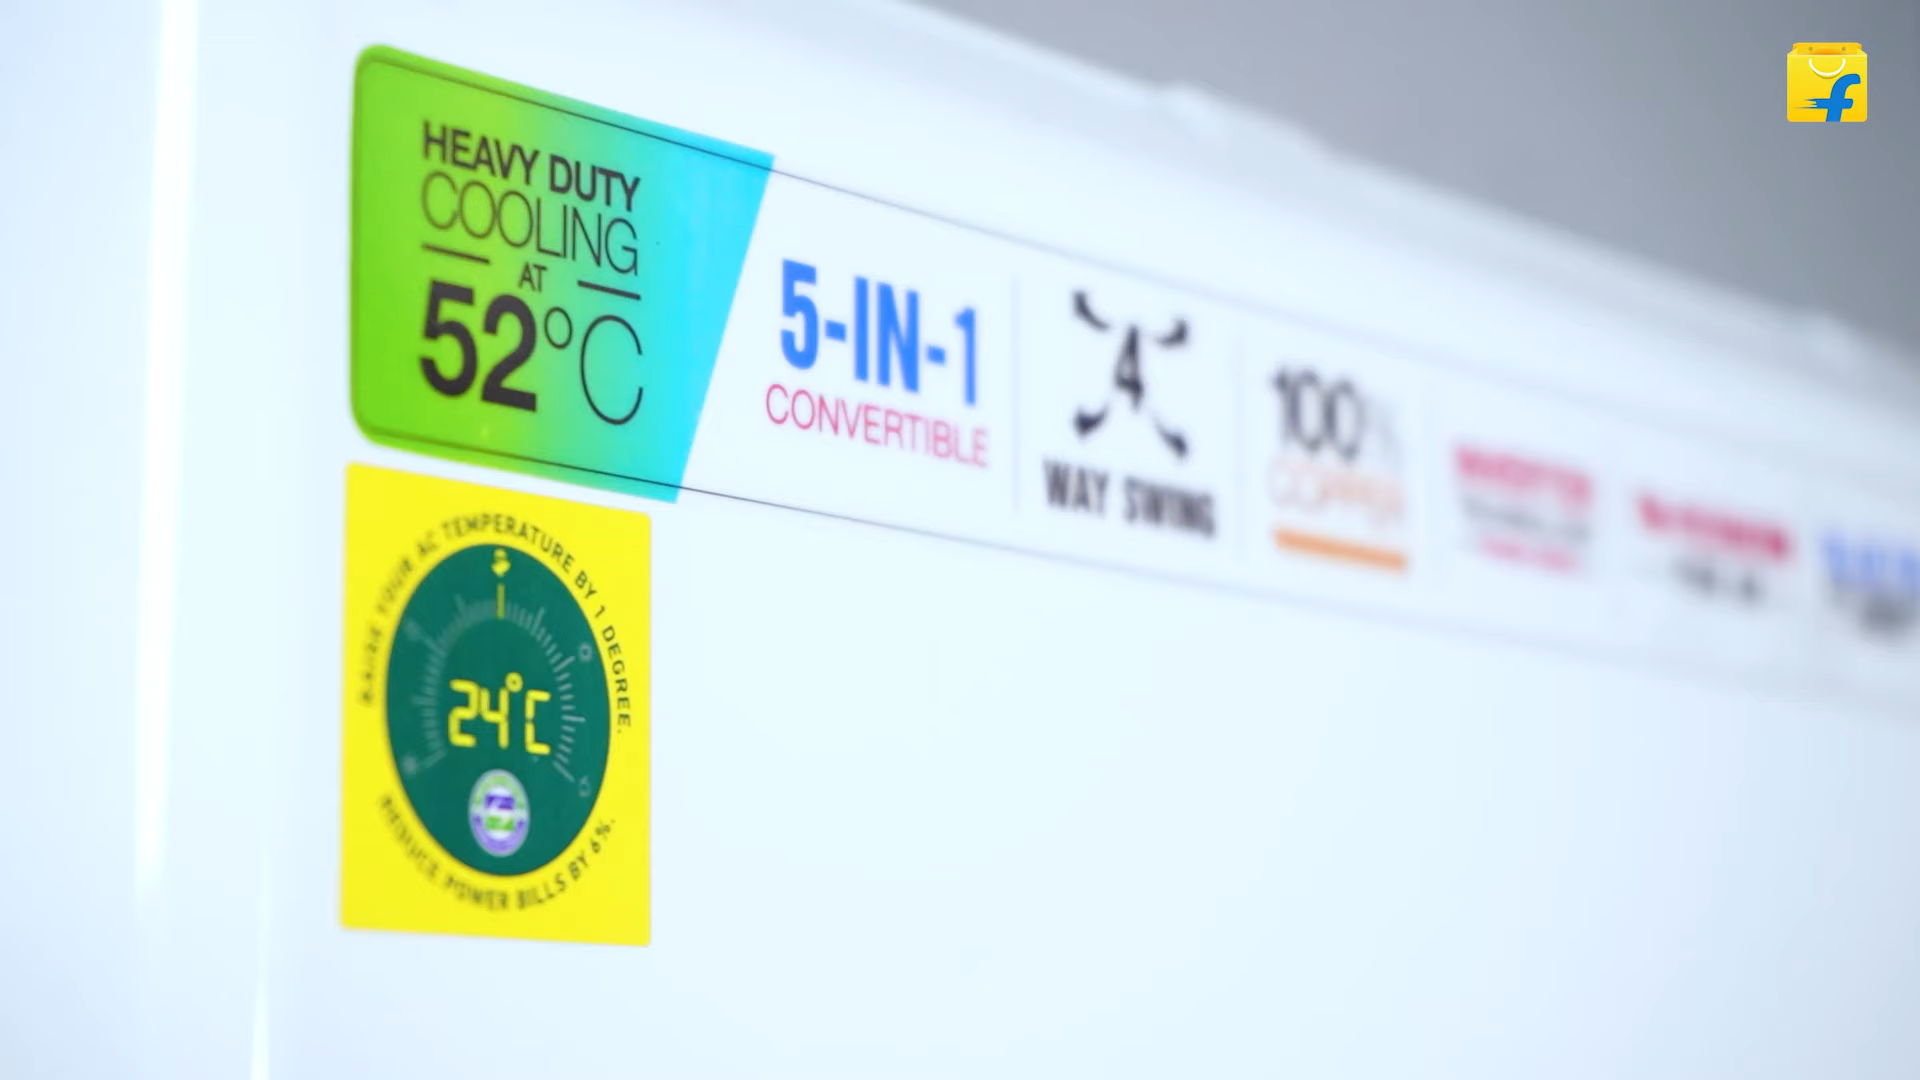 HEAVY DUTY
COOLING
AT
52°C
5-IN-1
CONVERTIBLE
4
WAY SWING
100%
COPPER
RAISE YOUR AC TEMPERATURE BY 1 DEGREE.
24°C
REDUCE POWER BILLS BY 6%.